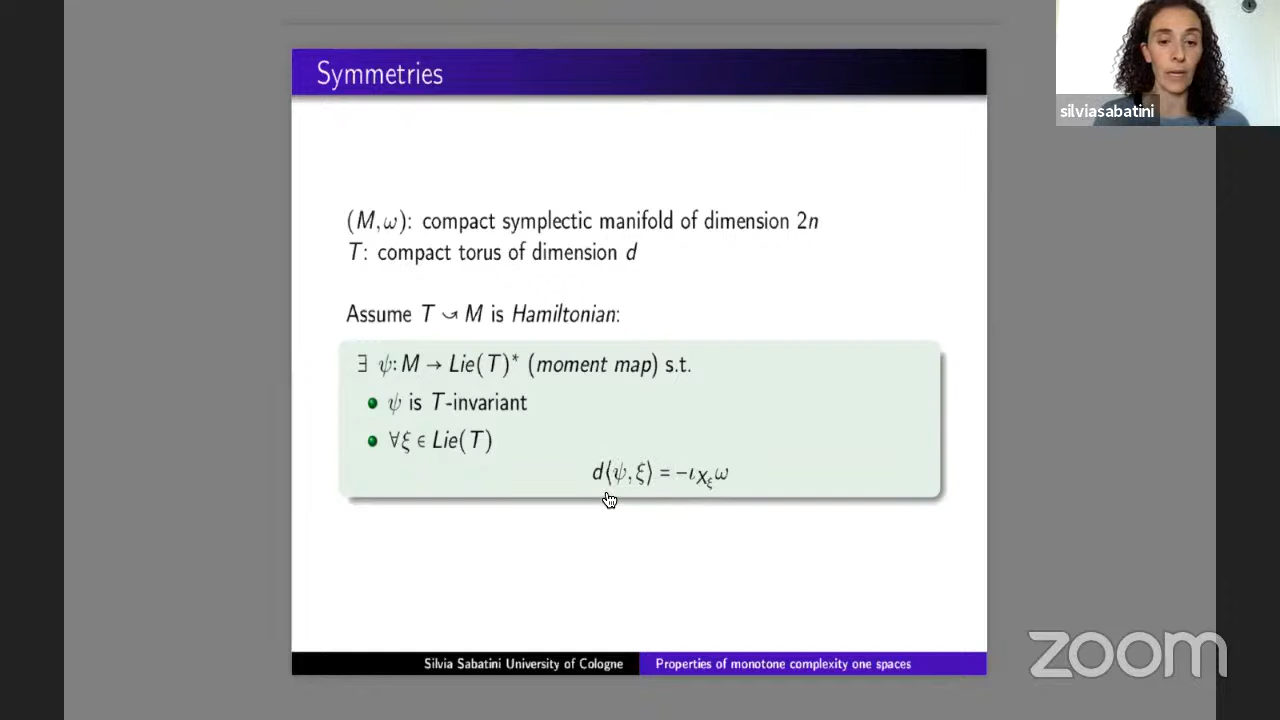 Symmetries
silviasabatini
(M,ω): compact symplectic manifold of dimension 2n
T: compact torus of dimension d
Assume T ⤻ M is Hamiltonian:
∃ ψ: M → Lie(T)* (moment map) s.t.
• ψ is T-invariant
• ∀ξ ∈ Lie(T)
d⟨ψ, ξ⟩ = −ι_{X_ξ} ω
Silvia Sabatini University of Cologne
Properties of monotone complexity one spaces
zoom